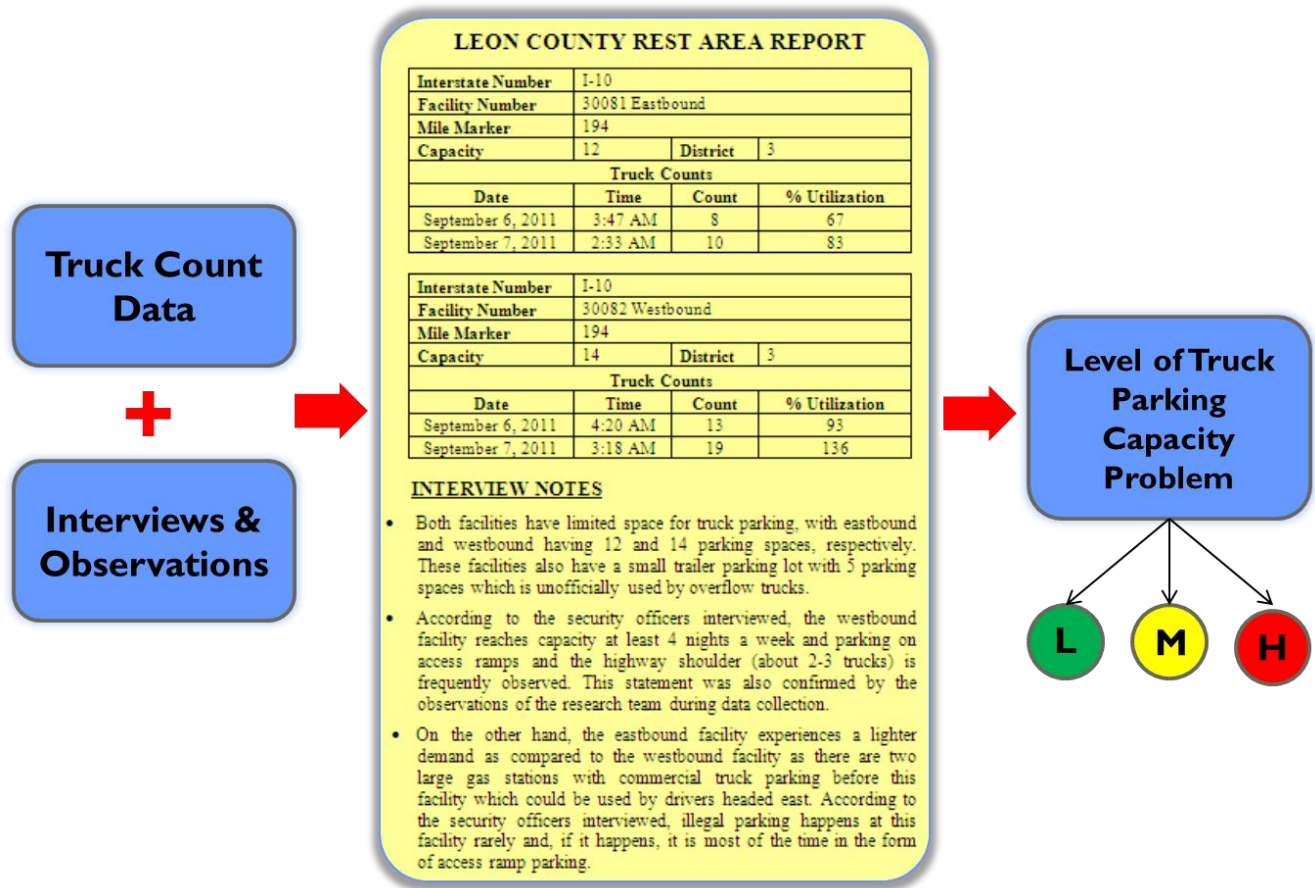 LEON COUNTY REST AREA REPORT
Interstate Number I-10
Facility Number 30081 Eastbound
Mile Marker 194
Capacity 12 District 3
Truck Counts
Date Time Count % Utilization
September 6, 2011 3:47 AM 8 67
September 7, 2011 2:33 AM 10 83
Interstate Number I-10
Facility Number 30082 Westbound
Mile Marker 194
Capacity 14 District 3
Truck Counts
Date Time Count % Utilization
September 6, 2011 4:20 AM 13 93
September 7, 2011 3:18 AM 19 136
INTERVIEW NOTES
• Both facilities have limited space for truck parking, with eastbound
and westbound having 12 and 14 parking spaces, respectively.
These facilities also have a small trailer parking lot with 5 parking
spaces which is unofficially used by overflow trucks.
• According to the security officers interviewed, the westbound
facility reaches capacity at least 4 nights a week and parking on
access ramps and the highway shoulder (about 2-3 trucks) is
frequently observed. This statement was also confirmed by the
observations of the research team during data collection.
• On the other hand, the eastbound facility experiences a lighter
demand as compared to the westbound facility as there are two
large gas stations with commercial truck parking before this
facility which could be used by drivers headed east. According to
the security officers interviewed, illegal parking happens at this
facility rarely and, if it happens, it is most of the time in the form
of access ramp parking.
Truck Count
Data
+
Interviews &
Observations
Level of Truck
Parking
Capacity
Problem
L M H